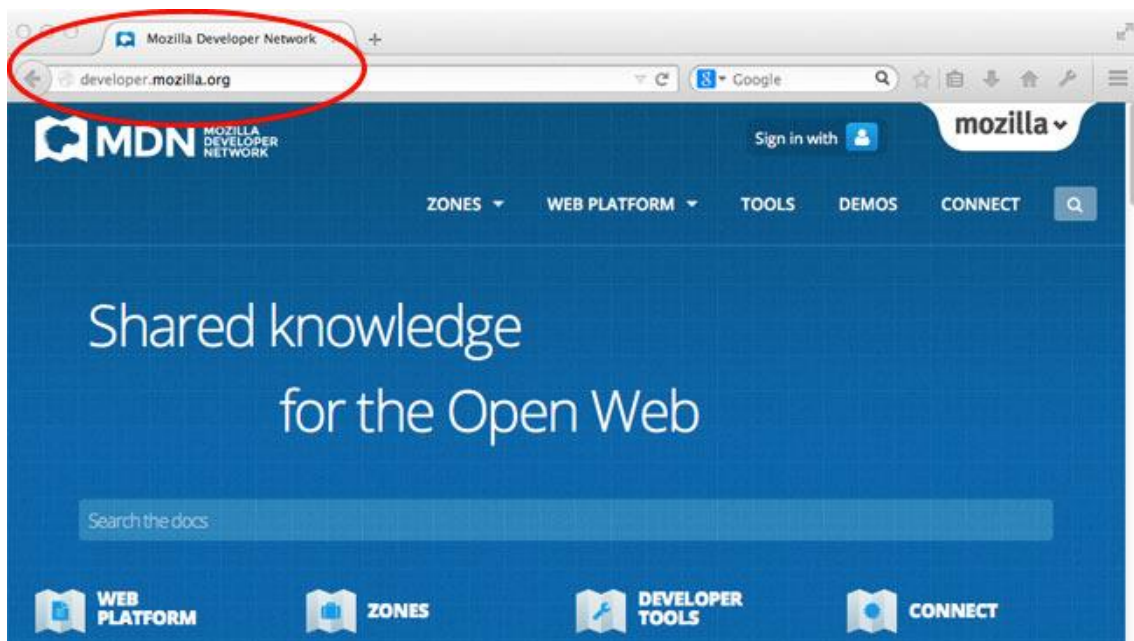 Mozilla Developer Network
developer.mozilla.org
Google
MDN MOZILLA DEVELOPER NETWORK
Sign in with
mozilla
ZONES
WEB PLATFORM
TOOLS
DEMOS
CONNECT
Shared knowledge
for the Open Web
Search the docs
WEB
PLATFORM
ZONES
DEVELOPER
TOOLS
CONNECT